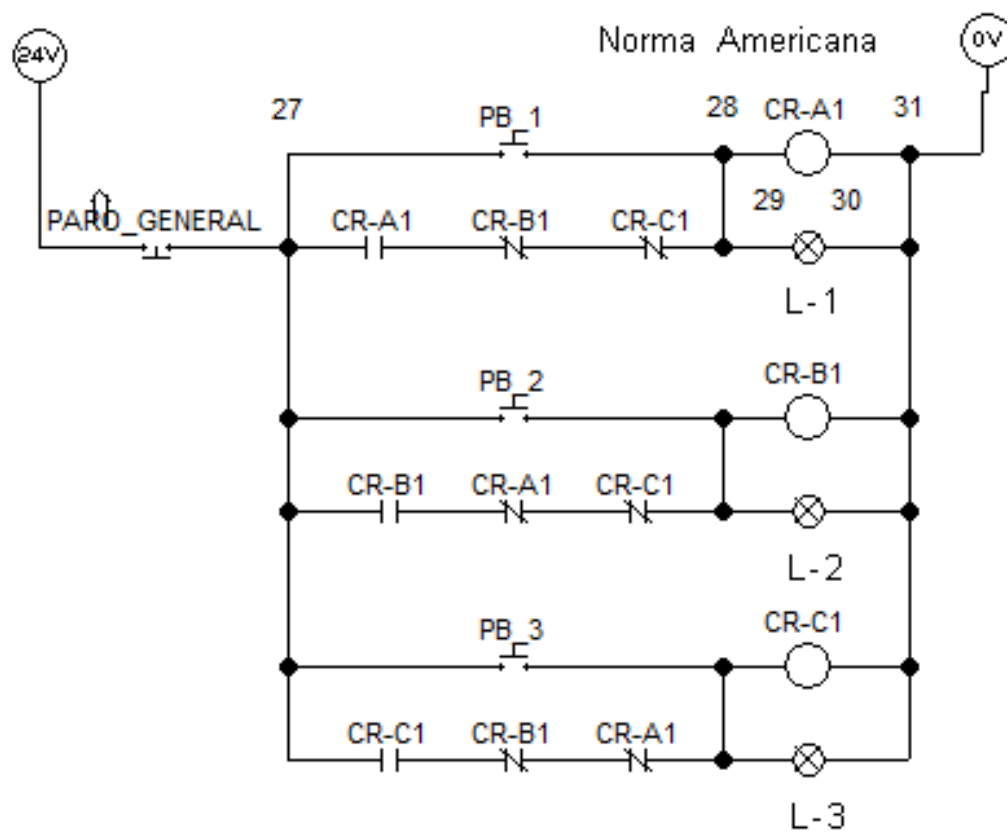 24V
Norma Americana
0V
27
PB_1
28
CR-A1
31
PARO_GENERAL
CR-A1
CR-B1
CR-C1
29
30
L-1
PB_2
CR-B1
CR-B1
CR-A1
CR-C1
L-2
PB_3
CR-C1
CR-C1
CR-B1
CR-A1
L-3